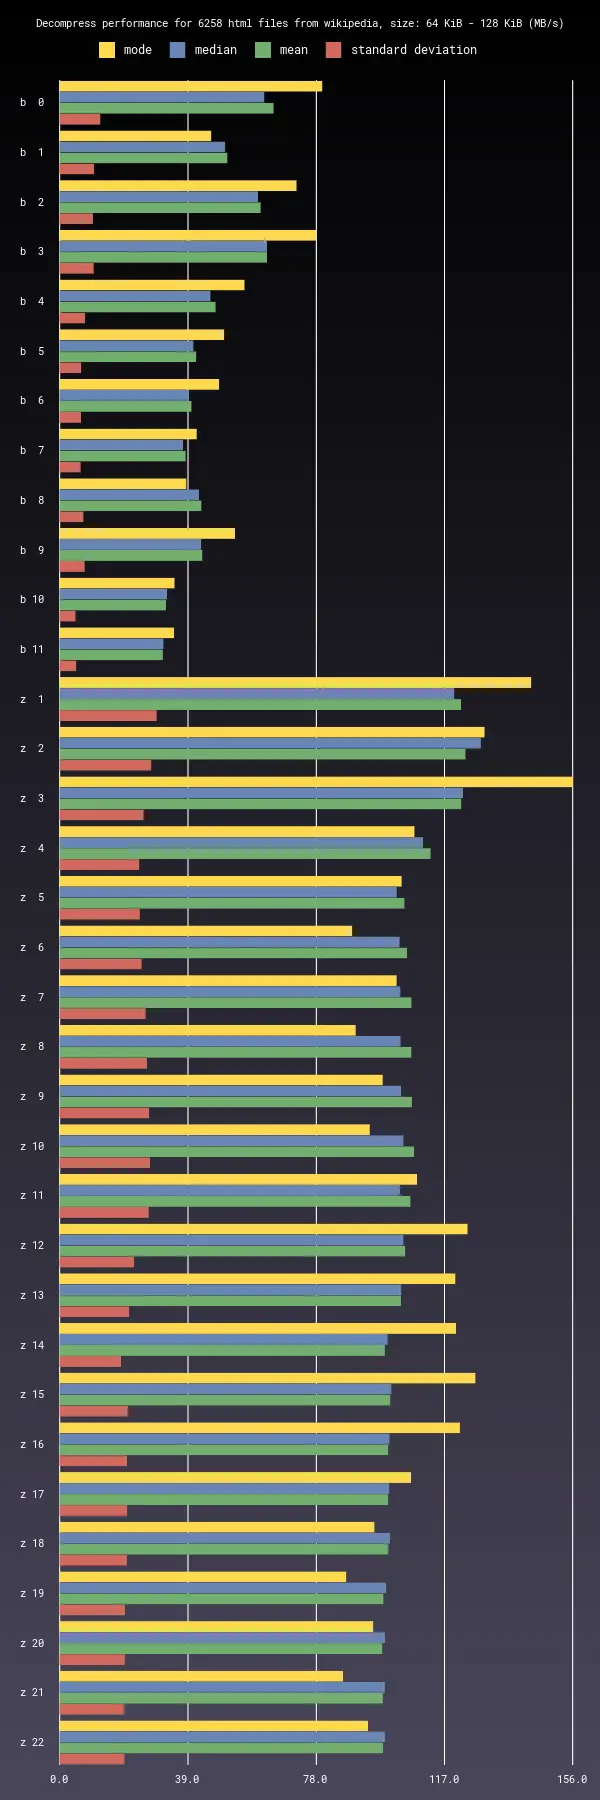 Decompress performance for 6258 html files from wikipedia, size: 64 KiB - 128 KiB (MB/s)
mode median mean standard deviation
b 0
b 1
b 2
b 3
b 4
b 5
b 6
b 7
b 8
b 9
b 10
b 11
z 1
z 2
z 3
z 4
z 5
z 6
z 7
z 8
z 9
z 10
z 11
z 12
z 13
z 14
z 15
z 16
z 17
z 18
z 19
z 20
z 21
z 22
0.0 39.0 78.0 117.0 156.0